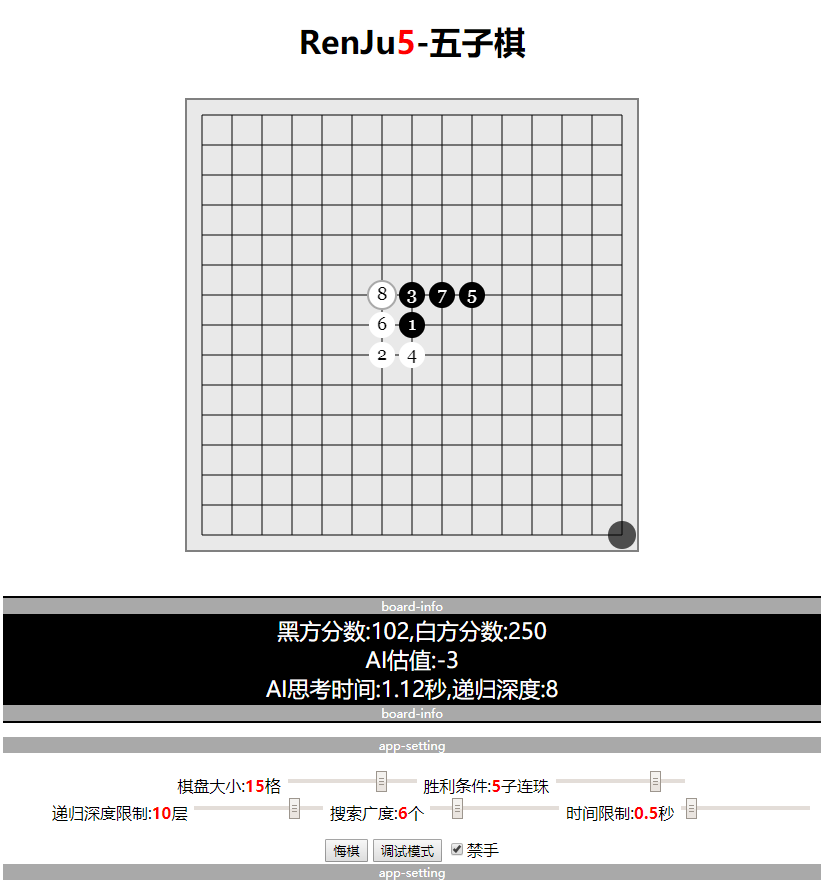 RenJu5-五子棋
8 3 7 5
6 1
2 4
board-info
黑方分数:102,白方分数:250
AI估值:-3
AI思考时间:1.12秒,递归深度:8
board-info
app-setting
棋盘大小:15格 胜利条件:5子连珠
递归深度限制:10层 搜索广度:6个 时间限制:0.5秒
悔棋 调试模式 禁手
app-setting